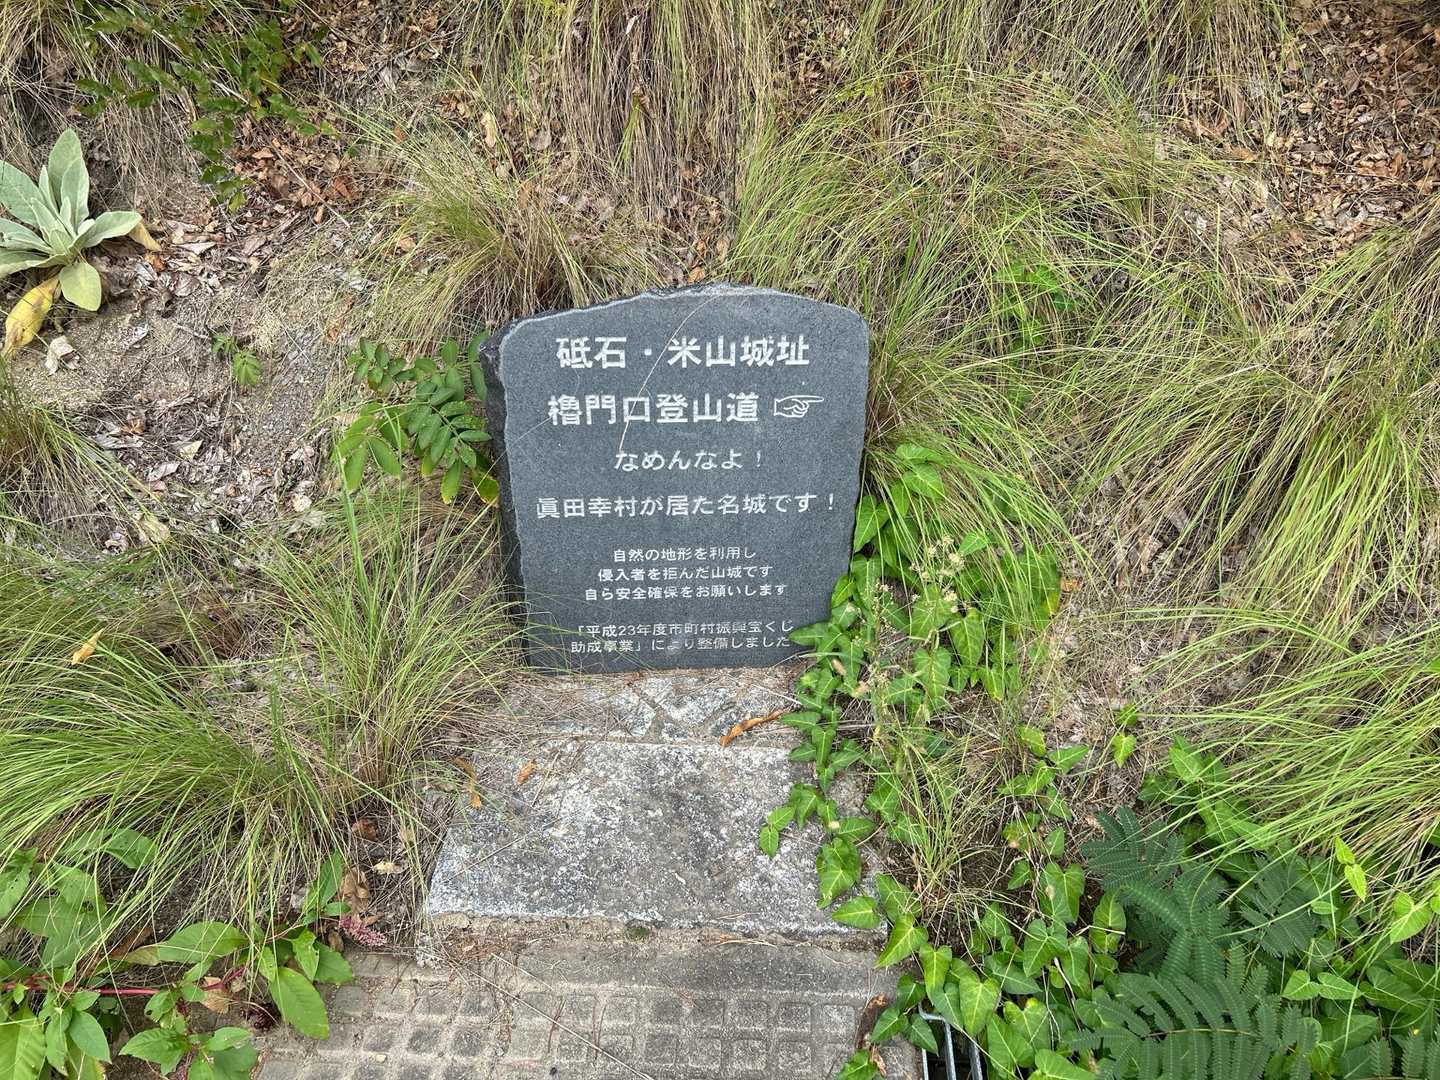 砥石・米山城址
櫓門口登山道 ☞
なめんなよ！
眞田幸村が居た名城です！
自然の地形を利用し
侵入者を拒んだ山城です
自ら安全確保をお願いします
「平成23年度市町村振興宝くじ
助成事業」により整備しました